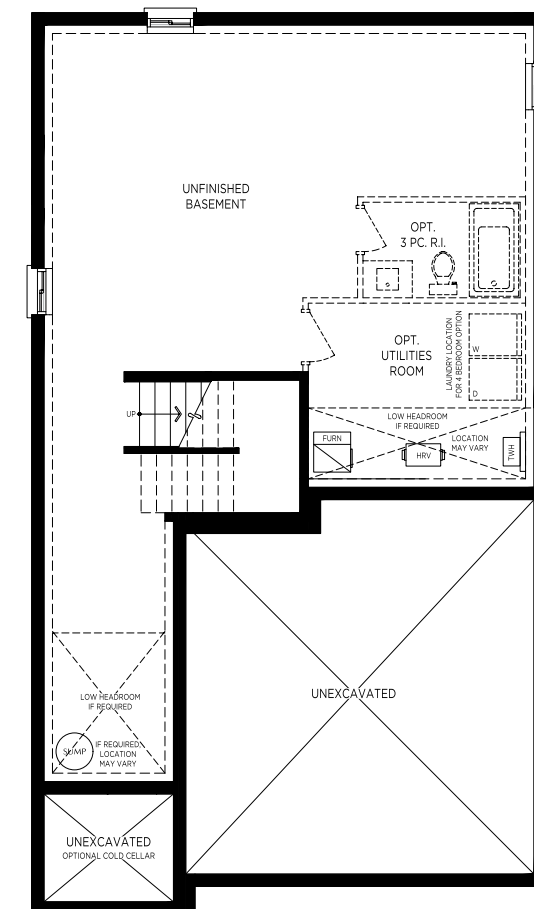 UNFINISHED
BASEMENT
OPT.
3 PC. R.I.
OPT.
UTILITIES
ROOM
LAUNDRY LOCATION
FOR 4 BEDROOM OPTION
W
D
UP
LOW HEADROOM
IF REQUIRED
FURN
HRV
LOCATION
MAY VARY
TWH
UNEXCAVATED
LOW HEADROOM
IF REQUIRED
SUMP
IF REQUIRED,
LOCATION
MAY VARY
UNEXCAVATED
OPTIONAL COLD CELLAR